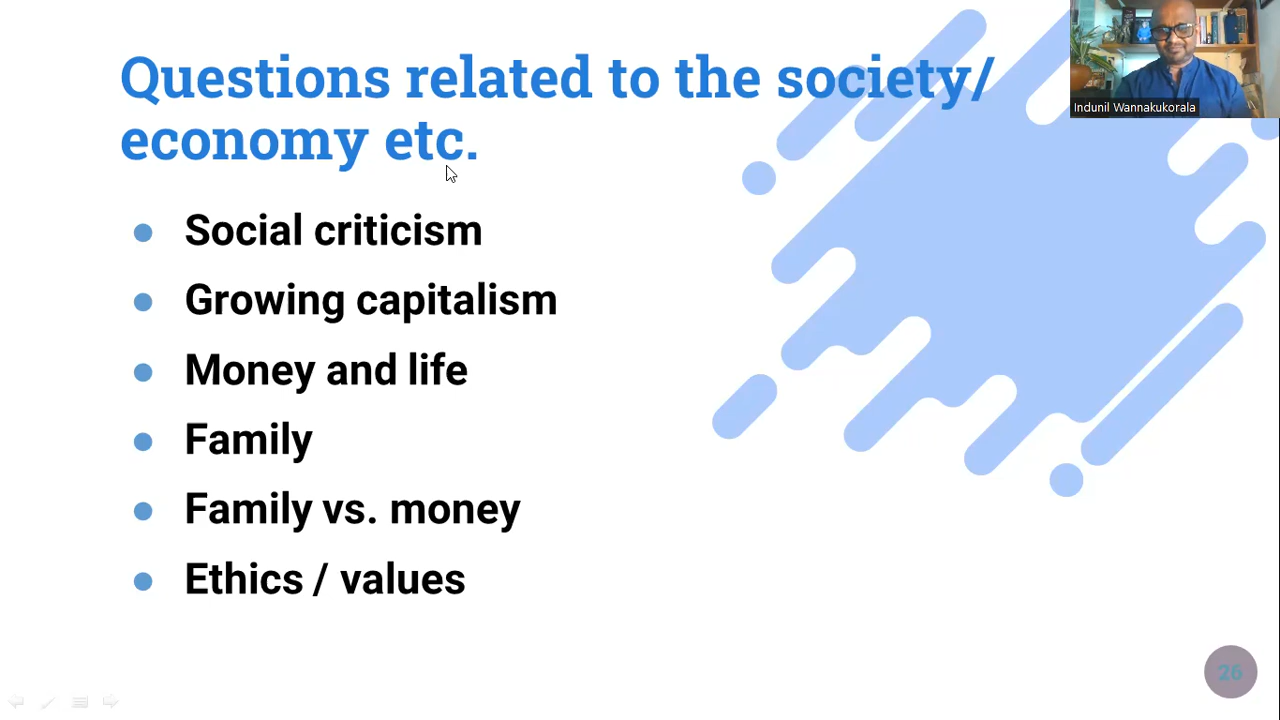 Questions related to the society/
economy etc.
Indunil Wannakukorala
Social criticism
Growing capitalism
Money and life
Family
Family vs. money
Ethics / values
26